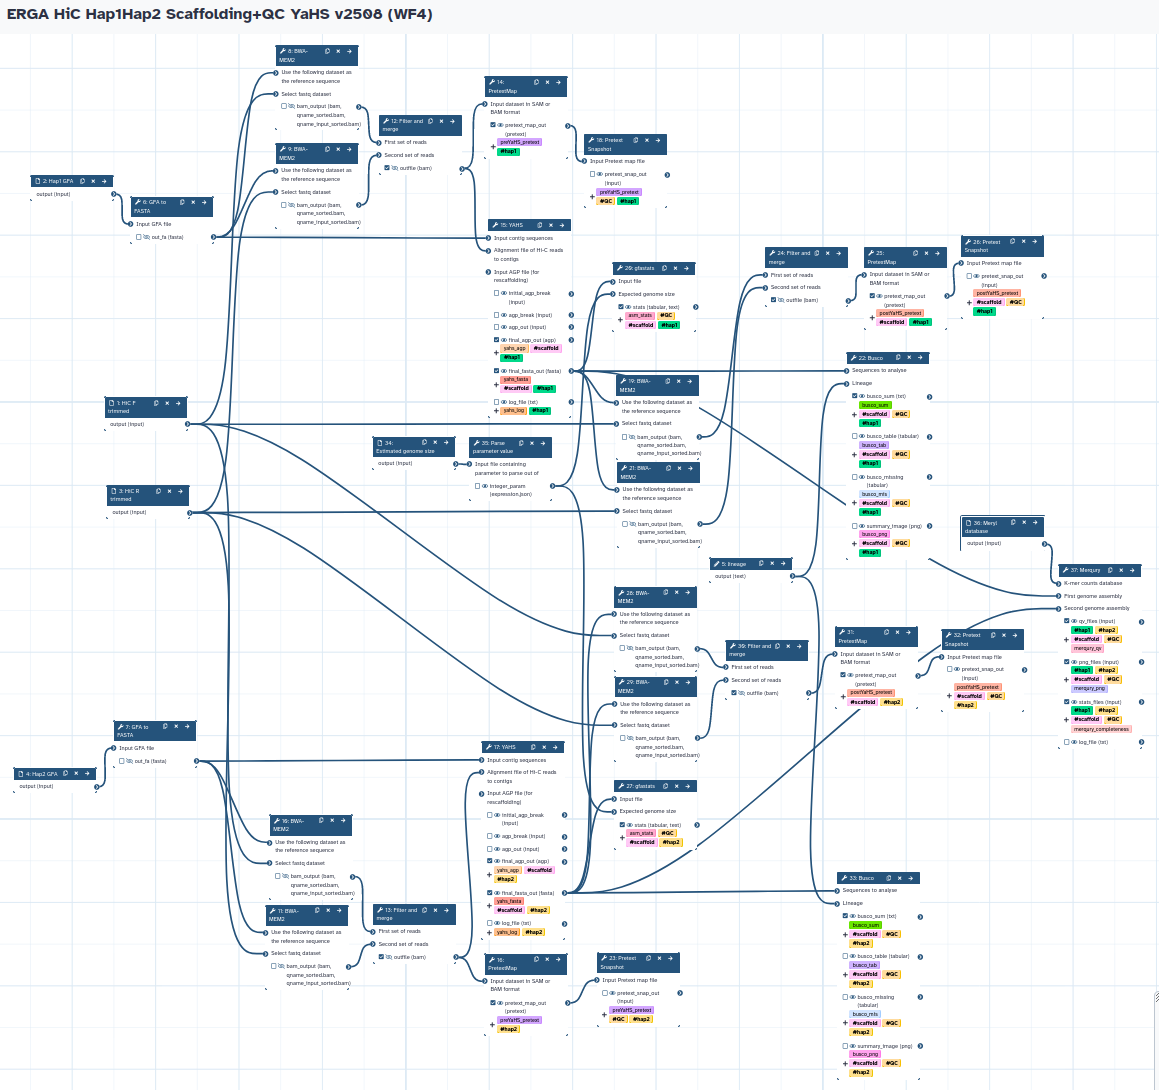 ERGA HiC Hap1Hap2 Scaffolding+QC YaHS v2508 (WF4)
2: Hap1 GFA
output (input)
6: GFA to
FASTA
Input GFA file
out_fa (fasta)
8: BWA-
MEM2
Use the following dataset as
the reference sequence
Select fastq dataset
bam_output (bam,
qname_sorted.bam,
qname_input_sorted.bam)
9: BWA-
MEM2
Use the following dataset as
the reference sequence
Select fastq dataset
bam_output (bam,
qname_sorted.bam,
qname_input_sorted.bam)
12: Filter and
merge
First set of reads
Second set of reads
outfile (bam)
14:
PretextMap
Input dataset in SAM or
BAM format
pretext_map_out
(pretext)
preYaHS_pretext
#hap1
18: Pretext
Snapshot
Input Pretext map file
pretext_snap_out
(input)
preYaHS_pretext
#QC #hap1
15: YAHS
Input contig sequences
Alignment file of Hi-C reads
to contigs
Input AGP file (for
rescaffolding)
initial_agp_break
(input)
agp_break (input)
agp_out (input)
final_agp_out (agp)
yahs_agp #scaffold
#hap1
final_fasta_out (fasta)
yahs_fasta
#scaffold #hap1
log_file (txt)
yahs_log #hap1
20: gfastats
Input file
Expected genome size
stats (tabular, text)
asm_stats #QC
#scaffold #hap1
19: BWA-
MEM2
Use the following dataset as
the reference sequence
Select fastq dataset
bam_output (bam,
qname_sorted.bam,
qname_input_sorted.bam)
21: BWA-
MEM2
Use the following dataset as
the reference sequence
Select fastq dataset
bam_output (bam,
qname_sorted.bam,
qname_input_sorted.bam)
24: Filter and
merge
First set of reads
Second set of reads
outfile (bam)
25:
PretextMap
Input dataset in SAM or
BAM format
pretext_map_out
(pretext)
postYaHS_pretext
#scaffold #hap1
26: Pretext
Snapshot
Input Pretext map file
pretext_snap_out
(input)
postYaHS_pretext
#scaffold #QC
#hap1
22: Busco
Sequences to analyse
Lineage
busco_sum (txt)
busco_sum
#scaffold #QC
#hap1
busco_table (tabular)
busco_tab
#scaffold #QC
#hap1
busco_missing
(tabular)
busco_mis
#scaffold #QC
#hap1
summary_image (png)
busco_png
#scaffold #QC
#hap1
1: HiC F
trimmed
output (input)
3: HiC R
trimmed
output (input)
34:
Estimated genome size
output (input)
35: Parse
parameter value
Input file containing
parameter to parse out of
integer_param
(expression.json)
5: lineage
output (text)
36: Meryl
database
output (input)
37: Merqury
K-mer counts database
First genome assembly
Second genome assembly
qv_files (input)
#hap1 #hap2
#scaffold #QC
merqury_qv
png_files (input)
#hap1 #hap2
#scaffold #QC
merqury_png
stats_files (input)
#hap1 #hap2
#scaffold #QC
merqury_completeness
log_file (txt)
28: BWA-
MEM2
Use the following dataset as
the reference sequence
Select fastq dataset
bam_output (bam,
qname_sorted.bam,
qname_input_sorted.bam)
29: BWA-
MEM2
Use the following dataset as
the reference sequence
Select fastq dataset
bam_output (bam,
qname_sorted.bam,
qname_input_sorted.bam)
30: Filter and
merge
First set of reads
Second set of reads
outfile (bam)
31:
PretextMap
Input dataset in SAM or
BAM format
pretext_map_out
(pretext)
postYaHS_pretext
#scaffold #hap2
32: Pretext
Snapshot
Input Pretext map file
pretext_snap_out
(input)
postYaHS_pretext
#scaffold #QC
#hap2
7: GFA to
FASTA
Input GFA file
out_fa (fasta)
4: Hap2 GFA
output (input)
17: YAHS
Input contig sequences
Alignment file of Hi-C reads
to contigs
Input AGP file (for
rescaffolding)
initial_agp_break
(input)
agp_break (input)
agp_out (input)
final_agp_out (agp)
yahs_agp #scaffold
#hap2
final_fasta_out (fasta)
yahs_fasta
#scaffold #hap2
log_file (txt)
yahs_log #hap2
27: gfastats
Input file
Expected genome size
stats (tabular, text)
asm_stats #QC
#scaffold #hap2
10: BWA-
MEM2
Use the following dataset as
the reference sequence
Select fastq dataset
bam_output (bam,
qname_sorted.bam,
qname_input_sorted.bam)
11: BWA-
MEM2
Use the following dataset as
the reference sequence
Select fastq dataset
bam_output (bam,
qname_sorted.bam,
qname_input_sorted.bam)
13: Filter and
merge
First set of reads
Second set of reads
outfile (bam)
16:
PretextMap
Input dataset in SAM or
BAM format
pretext_map_out
(pretext)
preYaHS_pretext
#hap2
23: Pretext
Snapshot
Input Pretext map file
pretext_snap_out
(input)
preYaHS_pretext
#QC #hap2
33: Busco
Sequences to analyse
Lineage
busco_sum (txt)
busco_sum
#scaffold #QC
#hap2
busco_table (tabular)
busco_tab
#scaffold #QC
#hap2
busco_missing
(tabular)
busco_mis
#scaffold #QC
#hap2
summary_image (png)
busco_png
#scaffold #QC
#hap2